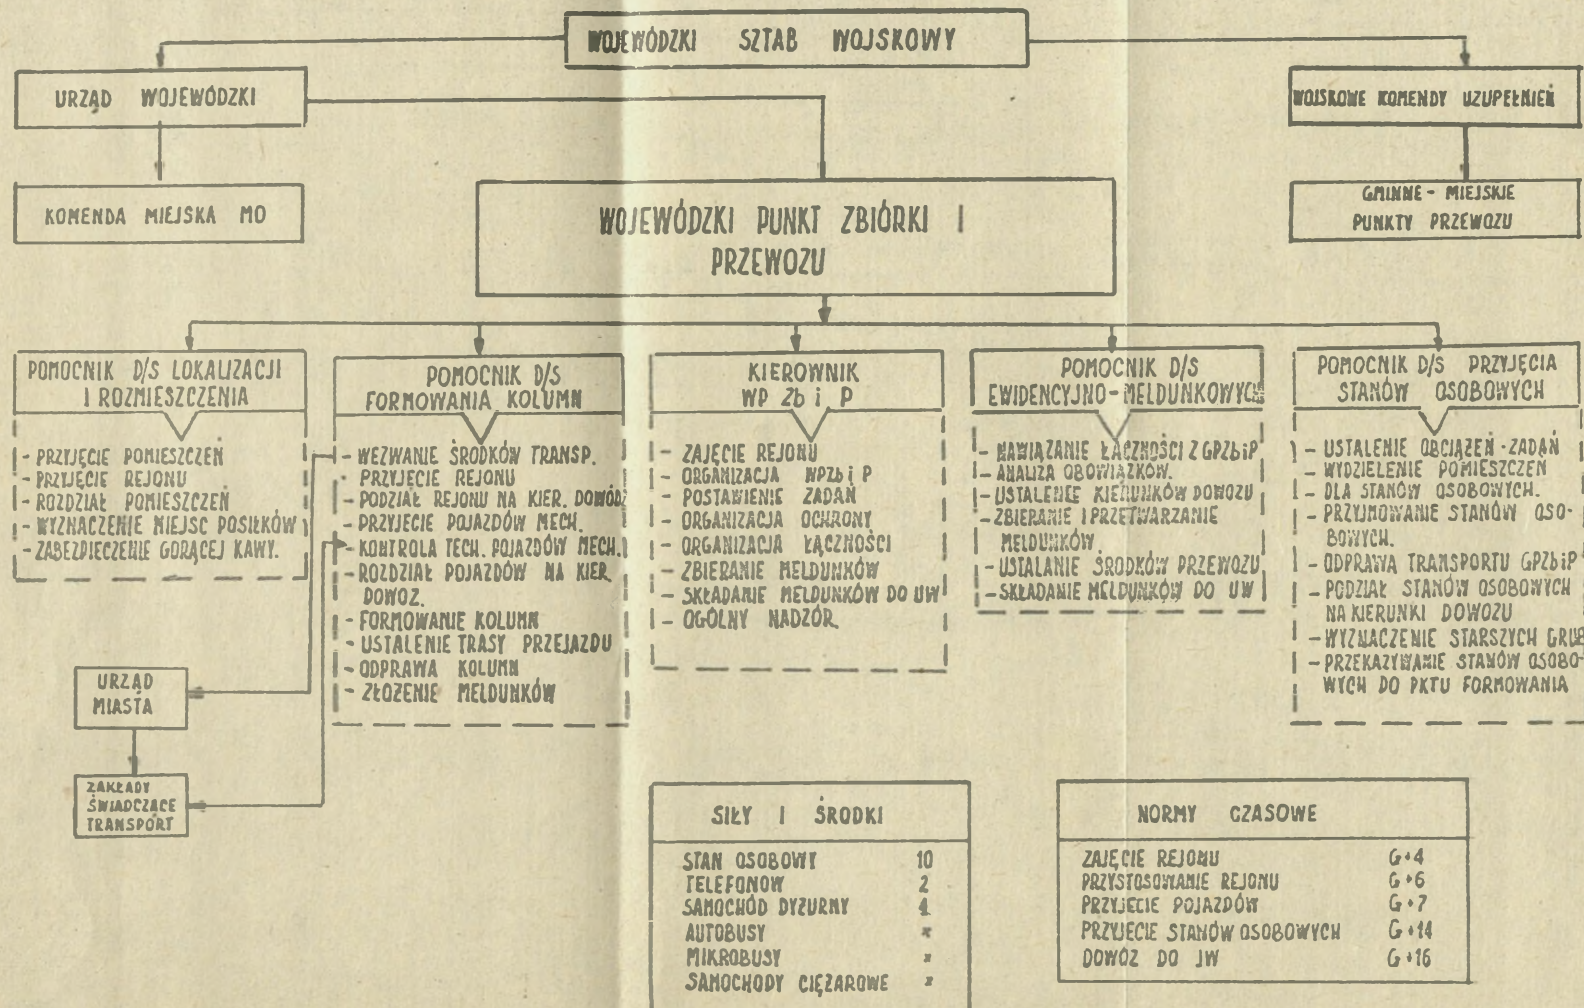 WOJEWÓDZKI SZTAB WOJSKOWY
URZĄD WOJEWÓDZKI
WOJSKOWE KOMENDY UZUPEŁNIEŃ
KOMENDA MIEJSKA MO
WOJEWÓDZKI PUNKT ZBIÓRKI I
PRZEWOZU
GMINNE - MIEJSKIE
PUNKTY PRZEWOZU
POMOCNIK D/S LOKALIZACJI
I ROZMIESZCZENIA
- PRZYJĘCIE POMIESZCZEŃ
- PRZYJĘCIE REJONU
- ROZDZIAŁ POMIESZCZEŃ
- WYZNACZENIE MIEJSC POSIŁKÓW
- ZABEZPIECZENIE GORĄCEJ KAWY.
POMOCNIK D/S
FORMOWANIA KOLUMN
- WEZWANIE ŚRODKÓW TRANSP.
- PRZYJĘCIE REJONU
- PODZIAŁ REJONU NA KIER. DOWÓDZ
- PRZYJECIE POJAZDÓW MECH.
- KONTROLA TECH. POJAZDÓW MECH.
- ROZDZIAŁ POJAZDÓW NA KIER.
DOWOZ.
- FORMOWANIE KOLUMN
- USTALENIE TRASY PRZEJAZDU
- ODPRAWA KOLUMN
- ZŁOŻENIE MELDUNKÓW
KIEROWNIK
WP Zb i P
- ZAJĘCIE REJONU
- ORGANIZACJA WPZb i P
- POSTAWIENIE ZADAŃ
- ORGANIZACJA OCHRONY
- ORGANIZACJA ŁĄCZNOŚCI
- ZBIERANIE MELDUNKÓW
- SKŁADANIE MELDUNKÓW DO UW
- OGÓLNY NADZÓR.
POMOCNIK D/S
EWIDENCYJNO-MELDUNKOWYCH
- NAWIĄZANIE ŁĄCZNOŚCI Z GPZbiP
- ANALIZA OBOWIĄZKÓW.
- USTALENIE KIERUNKÓW DOWOZU
- ZBIERANIE I PRZETWARZANIE
MELDUNKÓW.
- USTALANIE ŚRODKÓW PRZEWOZU
- SKŁADANIE MELDUNKÓW DO UW
POMOCNIK D/S PRZYJĘCIA
STANÓW OSOBOWYCH
- USTALENIE OBCIĄŻEŃ-ZADAŃ
- WYDZIELENIE POMIESZCZEŃ
- DLA STANÓW OSOBOWYCH.
- PRZYJMOWANIE STANÓW OSO-
BOWYCH.
- ODPRAWA TRANSPORTU GPZbiP
- PODZIAŁ STANÓW OSOBOWYCH
NA KIERUNKI DOWOZU
- WYZNACZENIE STARSZYCH GRUP
- PRZEKAZYWANIE STANÓW OSOBO-
WYCH DO PKTU FORMOWANIA
URZĄD
MIASTA
ZAKŁADY
ŚWIADCZĄCE
TRANSPORT
SIŁY I ŚRODKI
STAN OSOBOWY 10
TELEFONOW 2
SAMOCHÓD DYŻURNY 4
AUTOBUSY x
MIKROBUSY x
SAMOCHODY CIĘŻAROWE x
NORMY CZASOWE
ZAJĘCIE REJONU G+4
PRZYSTOSOWANIE REJONU G+6
PRZYJECIE POJAZDÓW G+7
PRZYJECIE STANÓW OSOBOWYCH G+14
DOWÓZ DO JW G+16